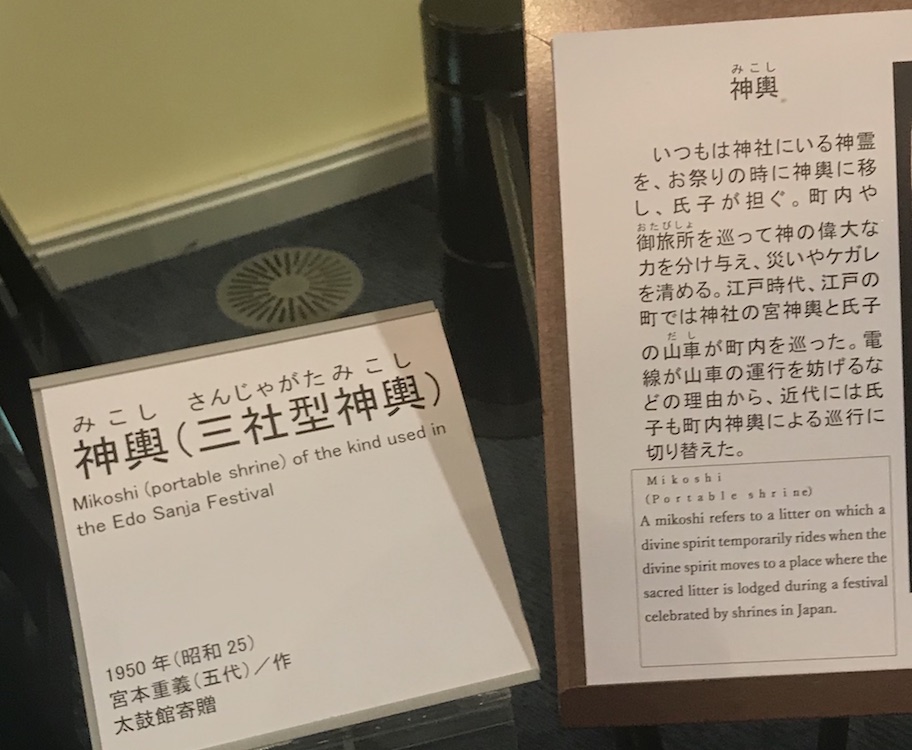 みこし さんじゃがたみこし
神輿(三社型神輿)
Mikoshi (portable shrine) of the kind used in
the Edo Sanja Festival
1950年(昭和25)
宮本重義(五代)／作
太鼓館寄贈
みこし
神輿
いつもは神社にいる神霊
を、お祭りの時に神輿に移
し、氏子が担ぐ。町内や
おたびしょ
御旅所を巡って神の偉大な
力を分け与え、災いやケガレ
を清める。江戸時代、江戸の
町では神社の宮神輿と氏子
だし
の山車が町内を巡った。電
線が山車の運行を妨げるな
どの理由から、近代には氏
子も町内神輿による巡行に
切り替えた。
Mikoshi
(Portable shrine)
A mikoshi refers to a litter on which a
divine spirit temporarily rides when the
divine spirit moves to a place where the
sacred litter is lodged during a festival
celebrated by shrines in Japan.